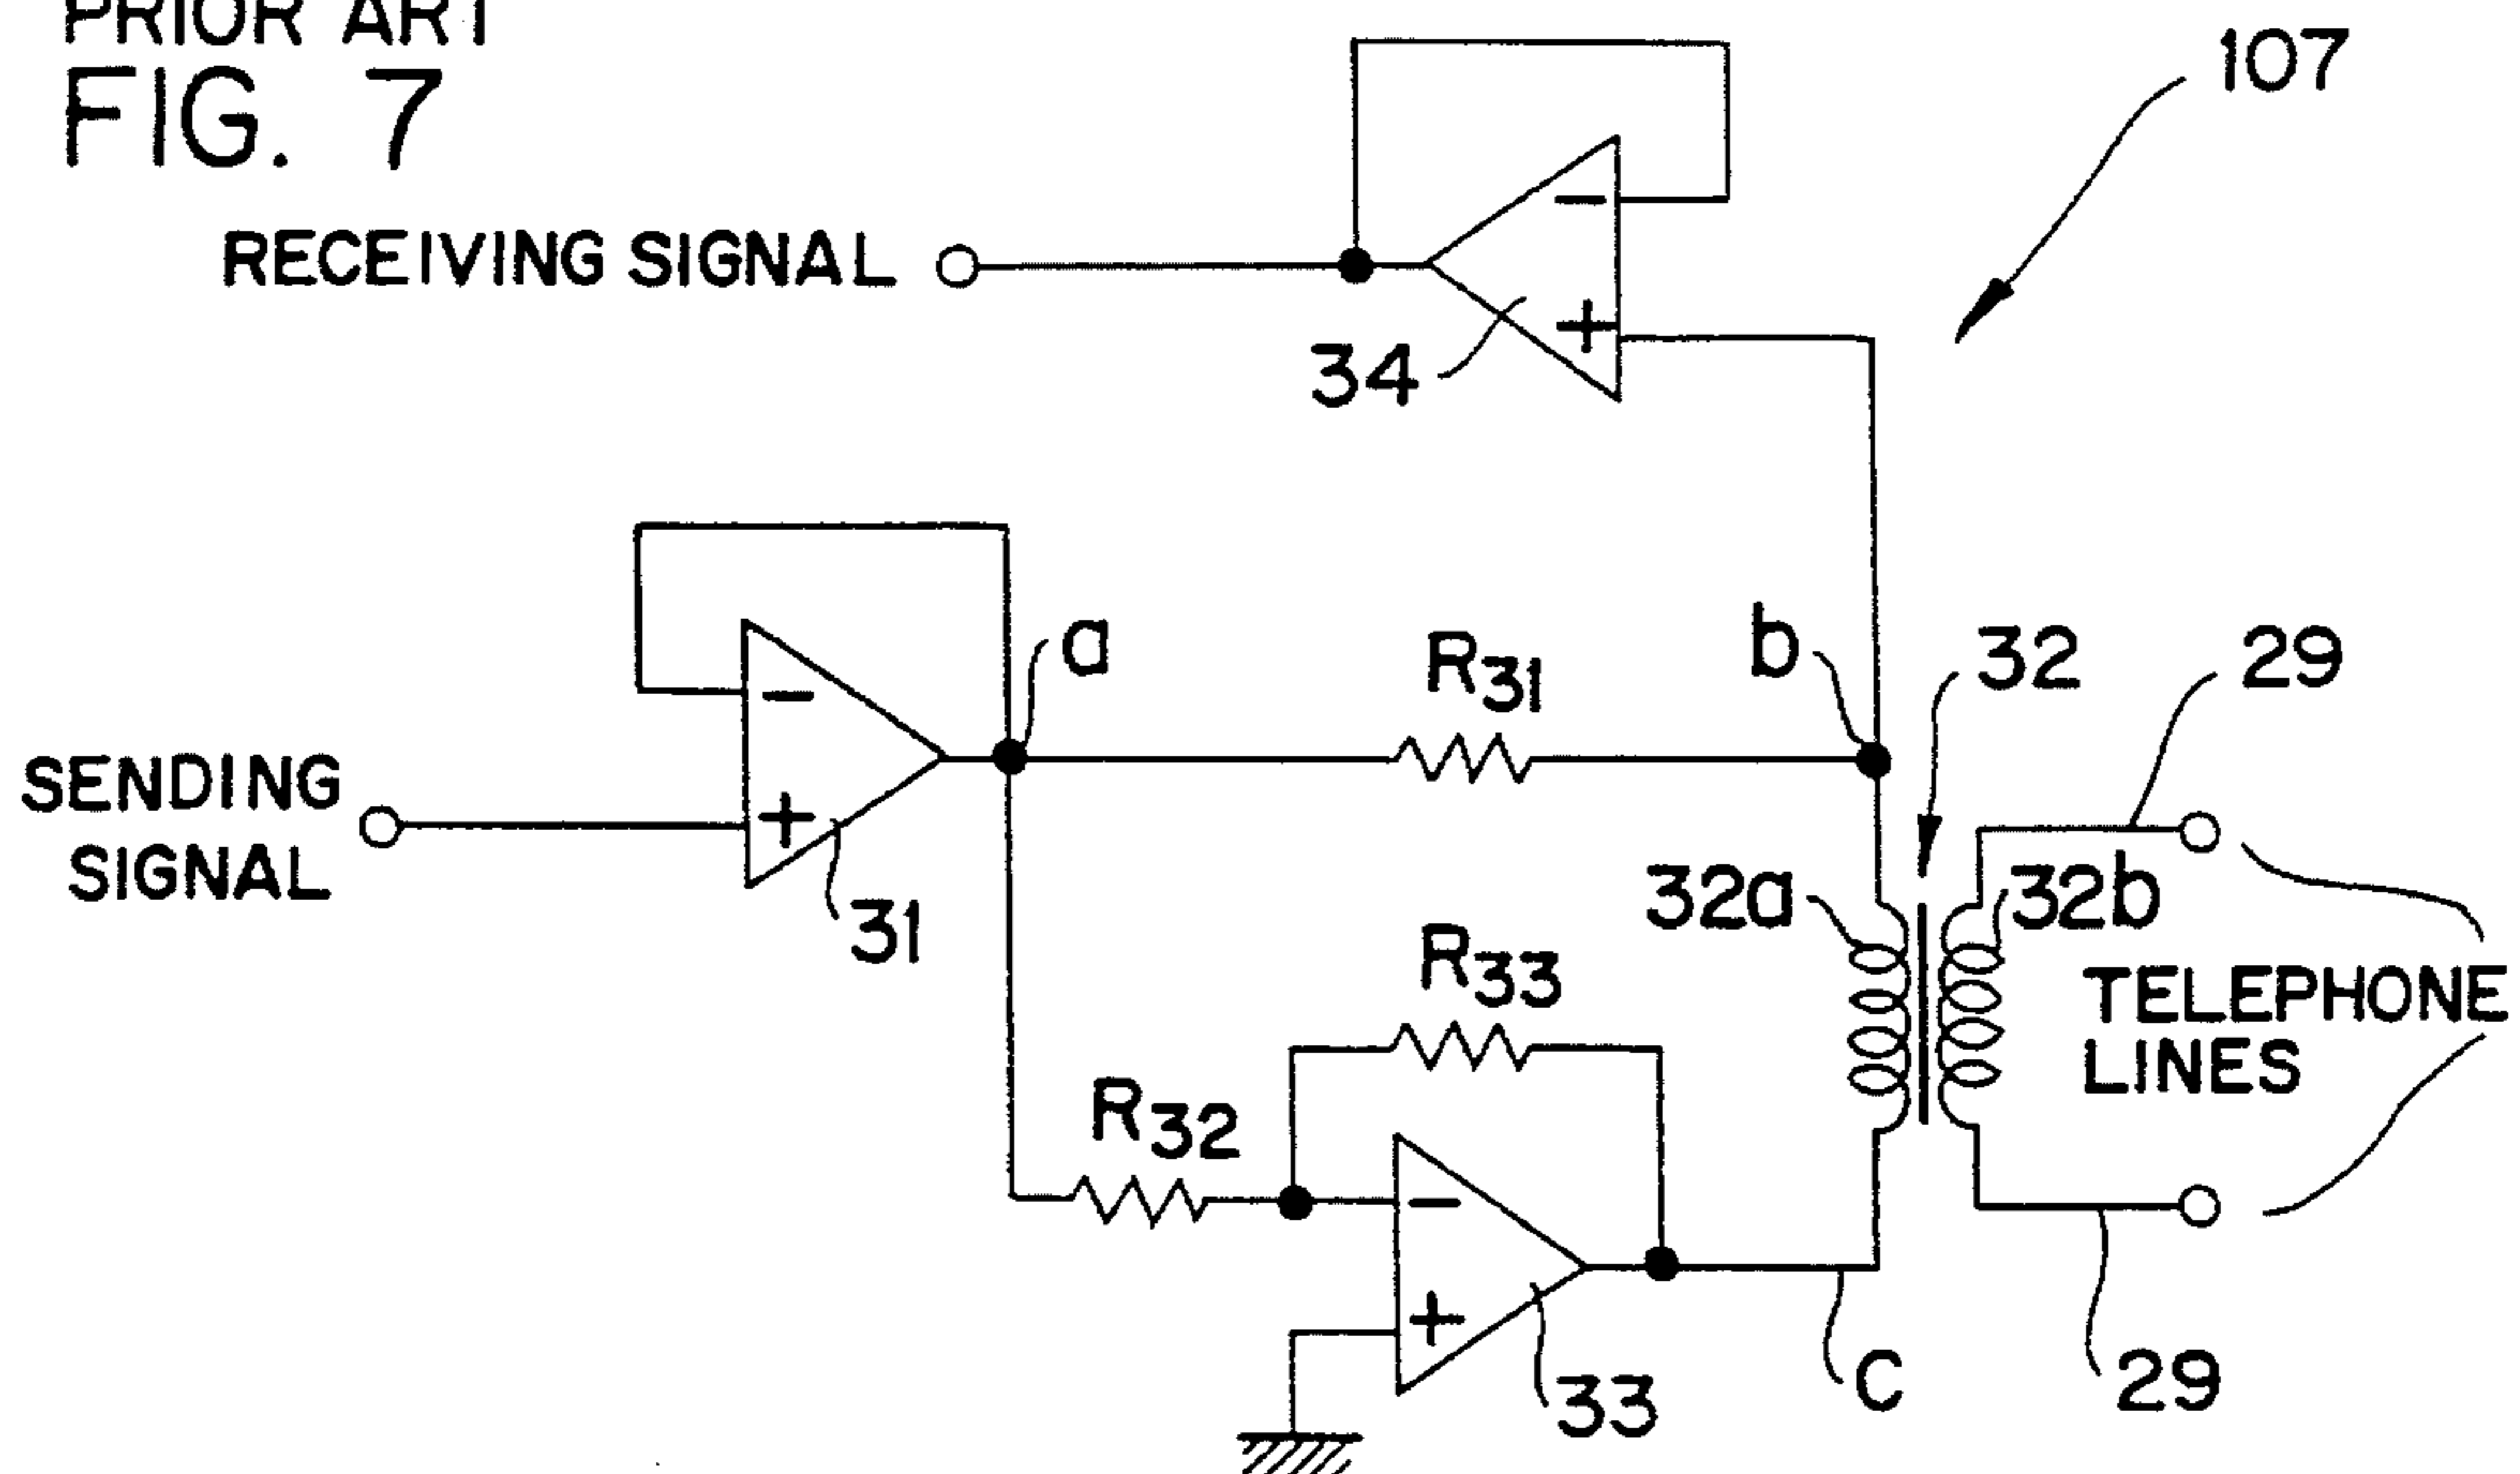 PRIOR ART
FIG. 7
107
RECEIVING SIGNAL
−
+
34
a
R31
b
32
29
−
+
SENDING
SIGNAL
31
32a
32b
R33
TELEPHONE
LINES
R32
−
+
33
C
29